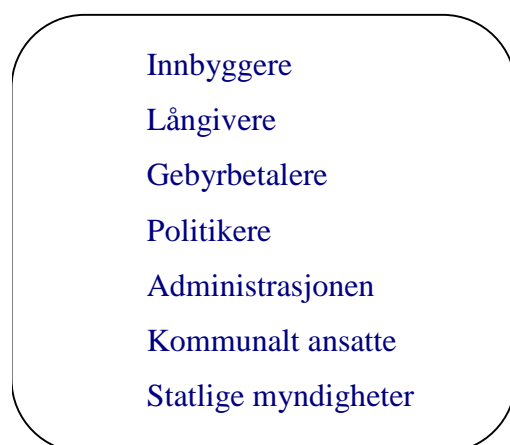 Innbyggere
Långivere
Gebyrbetalere
Politikere
Administrasjonen
Kommunalt ansatte
Statlige myndigheter